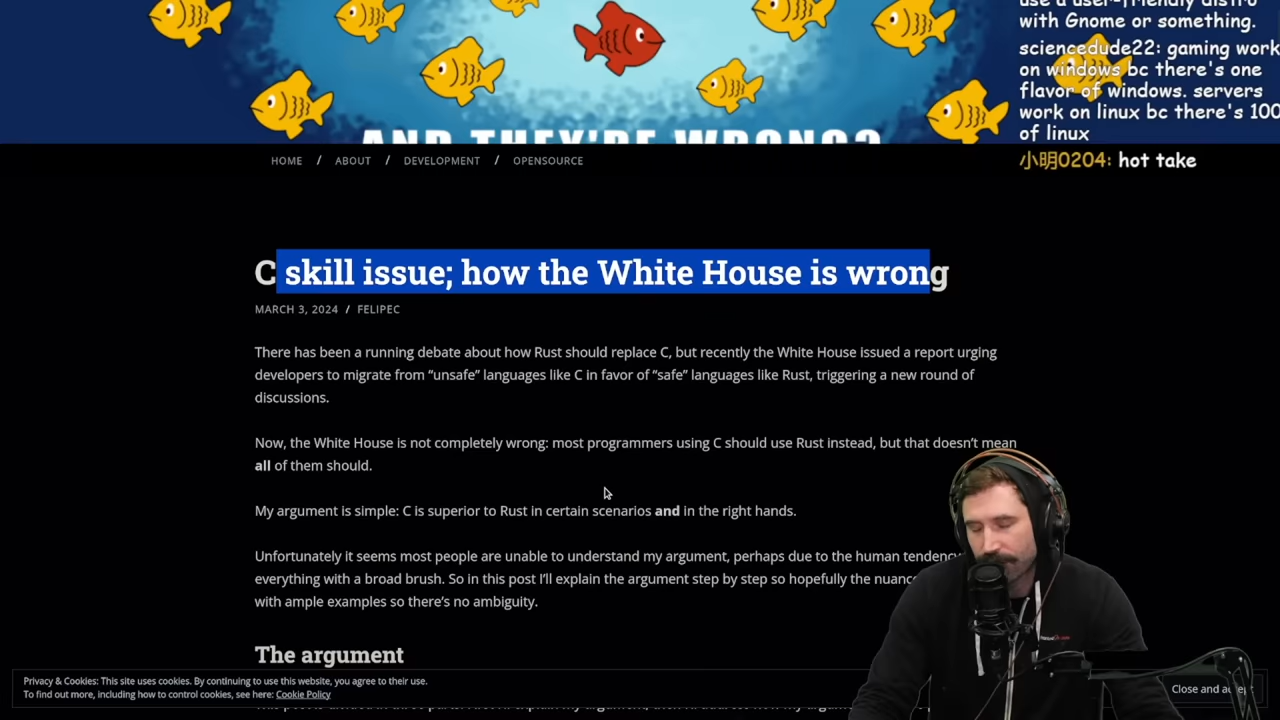 use a user-friendly distro
with Gnome or something.
sciencedude22: gaming work
on windows bc there's one
flavor of windows. servers
work on linux bc there's 100
of linux
小明0204: hot take
AND THEY'RE WRONG?
HOME / ABOUT / DEVELOPMENT / OPENSOURCE
C skill issue; how the White House is wrong
MARCH 3, 2024 / FELIPEC
There has been a running debate about how Rust should replace C, but recently the White House issued a report urging
developers to migrate from “unsafe” languages like C in favor of “safe” languages like Rust, triggering a new round of
discussions.
Now, the White House is not completely wrong: most programmers using C should use Rust instead, but that doesn’t mean
all of them should.
My argument is simple: C is superior to Rust in certain scenarios and in the right hands.
Unfortunately it seems most people are unable to understand my argument, perhaps due to the human tendency
everything with a broad brush. So in this post I’ll explain the argument step by step so hopefully the
with ample examples so there’s no ambiguity.
The argument
Privacy & Cookies: This site uses cookies. By continuing to use this website, you agree to their use.
To find out more, including how to control cookies, see here: Cookie Policy
Close and